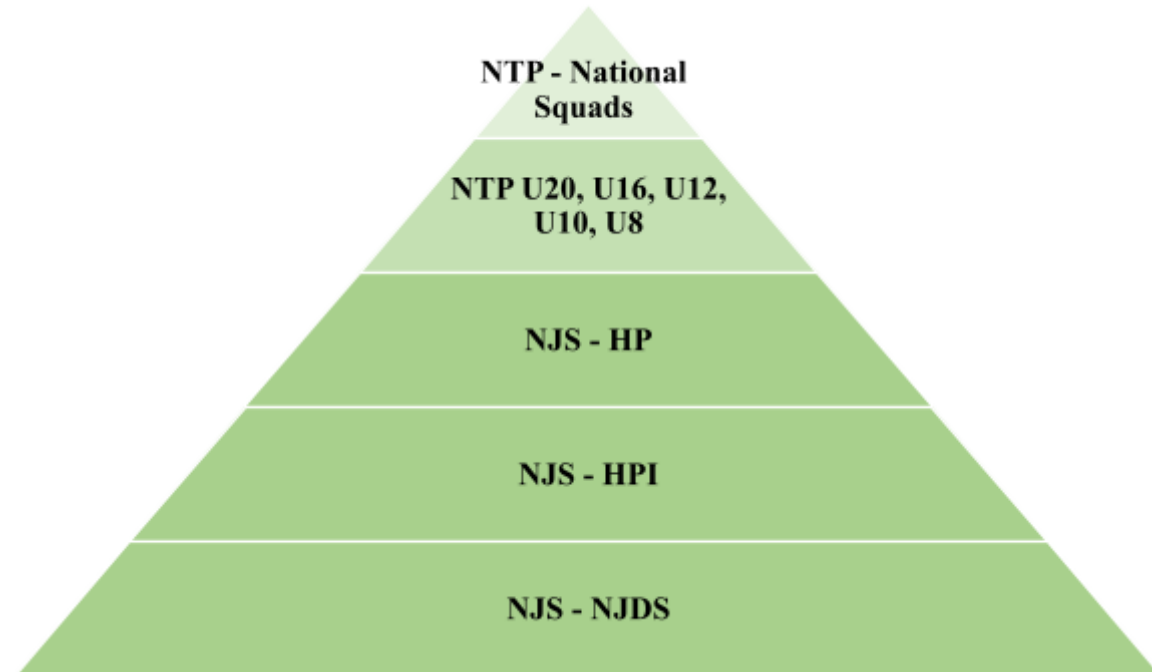 NTP - National
Squads
NTP U20, U16, U12,
U10, U8
NJS - HP
NJS - HPI
NJS - NJDS